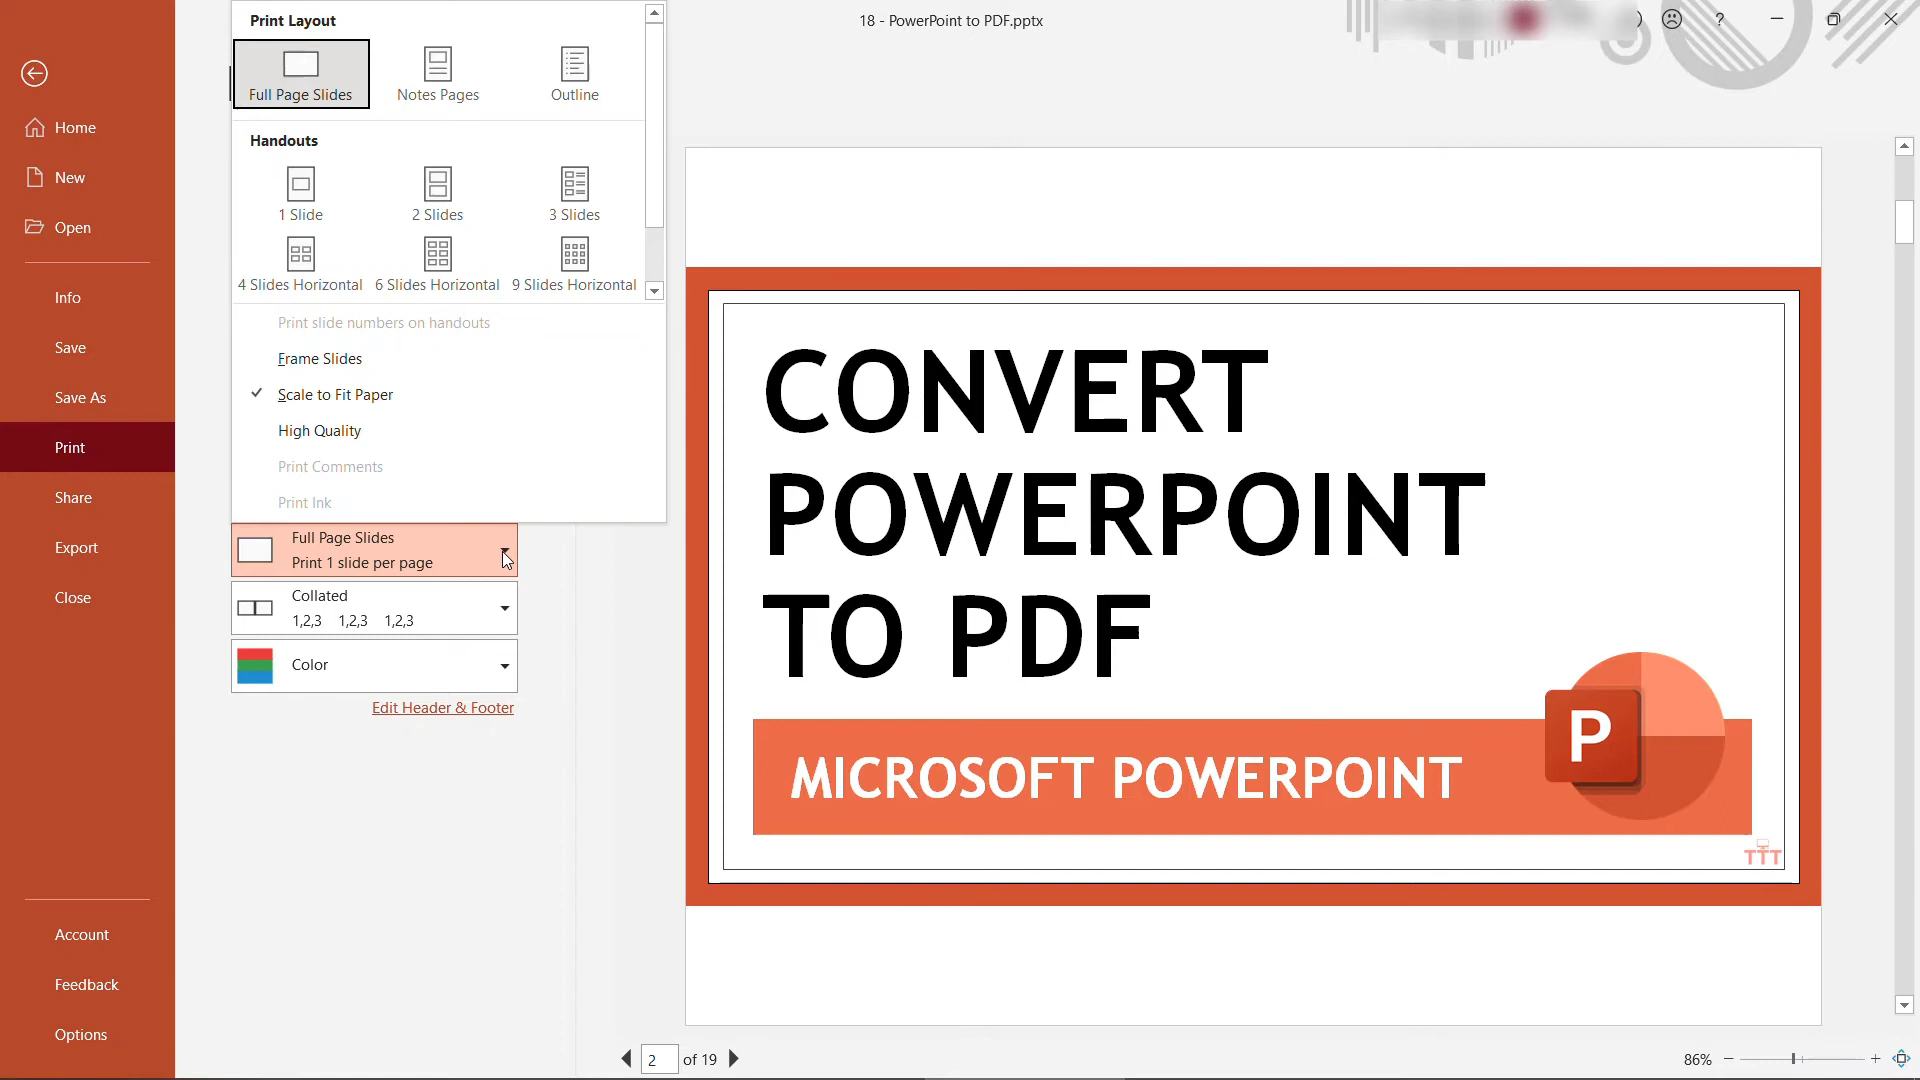 18 - PowerPoint to PDF.pptx
?
Home
New
Open
Info
Save
Save As
Print
Share
Export
Close
Account
Feedback
Options
Print Layout
Full Page Slides
Notes Pages
Outline
Handouts
1 Slide
2 Slides
3 Slides
4 Slides Horizontal
6 Slides Horizontal
9 Slides Horizontal
Print slide numbers on handouts
Frame Slides
Scale to Fit Paper
High Quality
Print Comments
Print Ink
Full Page Slides
Print 1 slide per page
Collated
1,2,3 1,2,3 1,2,3
Color
Edit Header & Footer
CONVERT
POWERPOINT
TO PDF
MICROSOFT POWERPOINT
P
TTT
2 of 19
86%